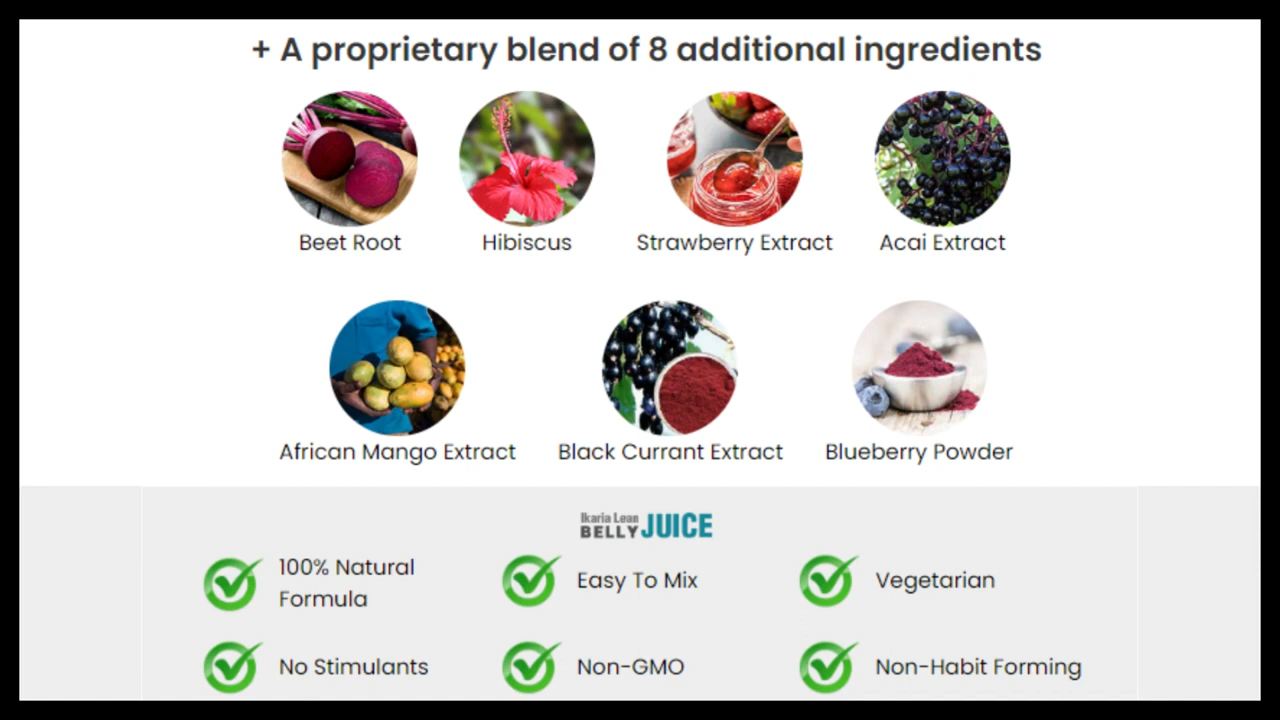 + A proprietary blend of 8 additional ingredients
Beet Root
Hibiscus
Strawberry Extract
Acai Extract
African Mango Extract
Black Currant Extract
Blueberry Powder
Ikaria Lean
BELLY JUICE
100% Natural
Formula
Easy To Mix
Vegetarian
No Stimulants
Non-GMO
Non-Habit Forming